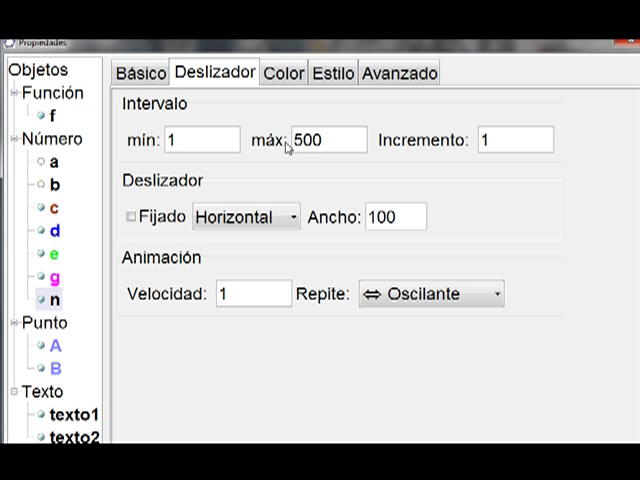 Propiedades
Objetos
Función
f
Número
a
b
c
d
e
g
n
Punto
A
B
Texto
texto1
texto2
Básico Deslizador Color Estilo Avanzado
Intervalo
mín: 1 máx: 500 Incremento: 1
Deslizador
Fijado Horizontal Ancho: 100
Animación
Velocidad: 1 Repite: ⇔ Oscilante